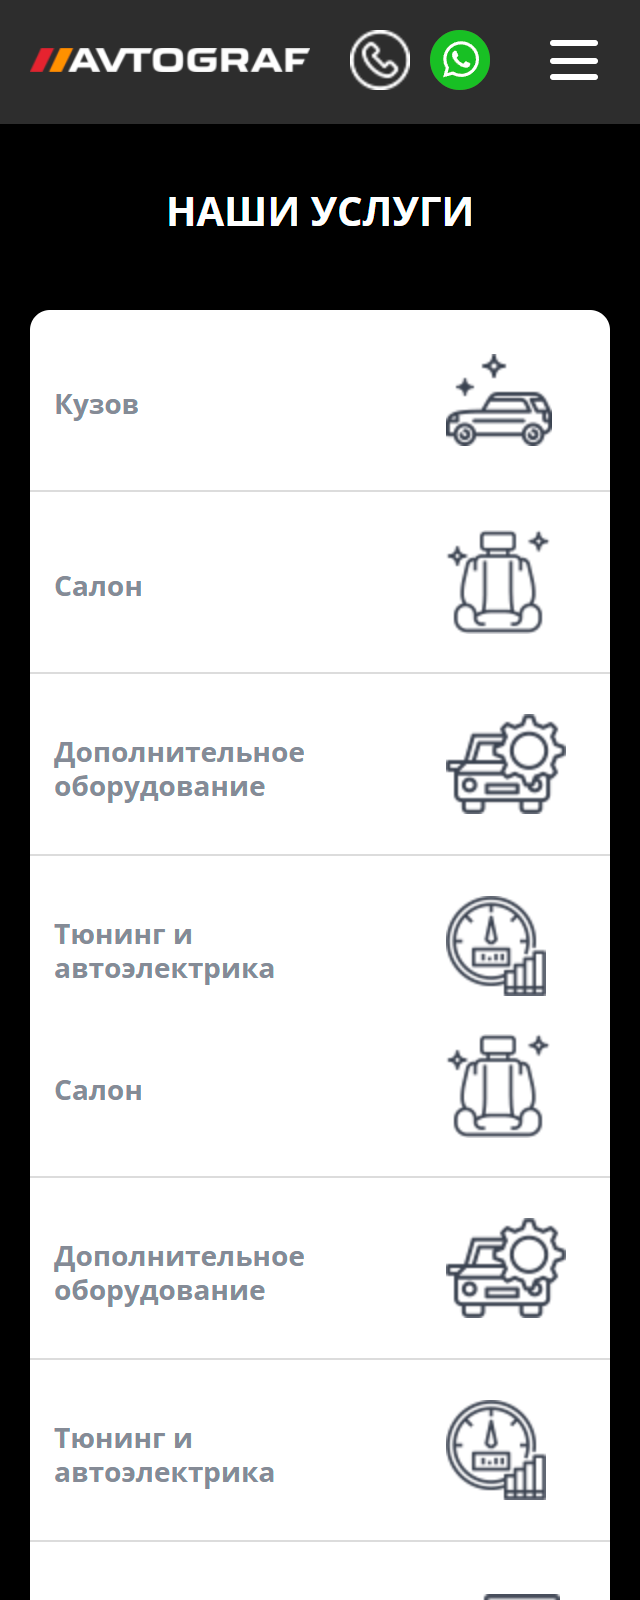 AVTOGRAF
НАШИ УСЛУГИ
Кузов
Салон
Дополнительное
оборудование
Тюнинг и
автоэлектрика
Салон
Дополнительное
оборудование
Тюнинг и
автоэлектрика